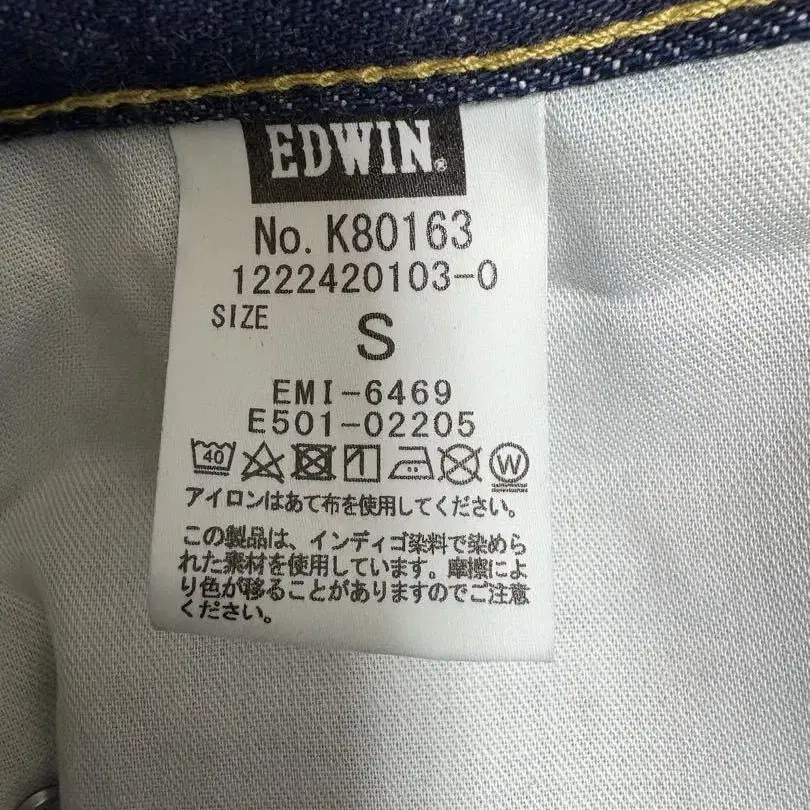 EDWIN
No. K80163
1222420103-0
SIZE
S
EMI-6469
E501-02205
40 W
アイロンはあて布を使用してください。
この製品は、インディゴ染料で染めら
れた素材を使用しています。摩擦によ
り色が移ることがありますのでご注意
ください。